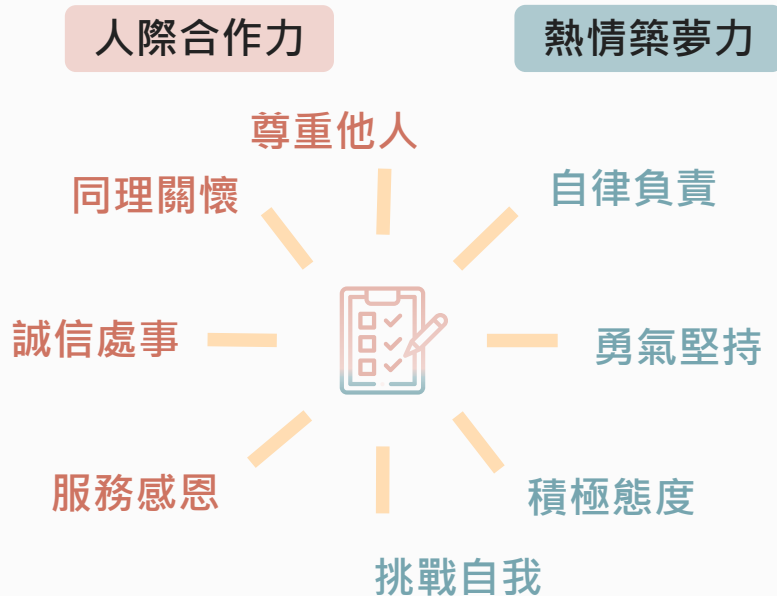 人際合作力
熱情築夢力
尊重他人
同理關懷
自律負責
誠信處事
勇氣堅持
服務感恩
積極態度
挑戰自我